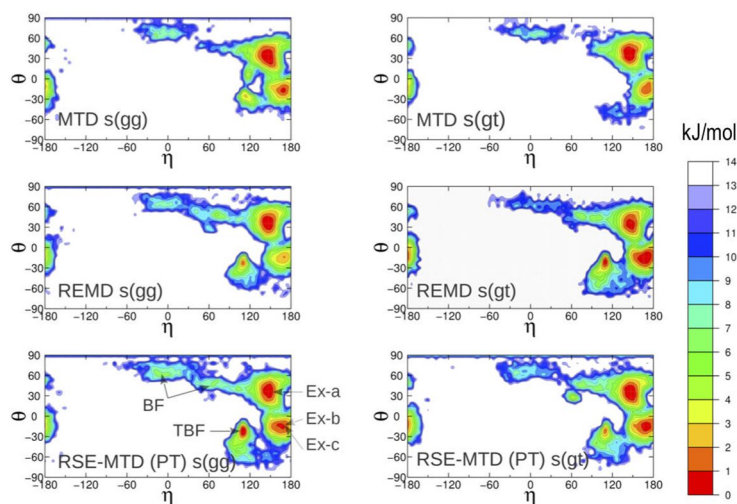 90
60
30
0
−30
−60
−90
θ
MTD s(gg)
−180 −120 −60 0 60 120 180
η
90
60
30
0
−30
−60
−90
θ
MTD s(gt)
−180 −120 −60 0 60 120 180
η
90
60
30
0
−30
−60
−90
θ
REMD s(gg)
−180 −120 −60 0 60 120 180
η
90
60
30
0
−30
−60
−90
θ
REMD s(gt)
−180 −120 −60 0 60 120 180
η
90
60
30
0
−30
−60
−90
θ
BF
TBF
Ex-a
Ex-b
Ex-c
RSE-MTD (PT) s(gg)
−180 −120 −60 0 60 120 180
η
90
60
30
0
−30
−60
−90
θ
RSE-MTD (PT) s(gt)
−180 −120 −60 0 60 120 180
η
kJ/mol
14
13
12
11
10
9
8
7
6
5
4
3
2
1
0